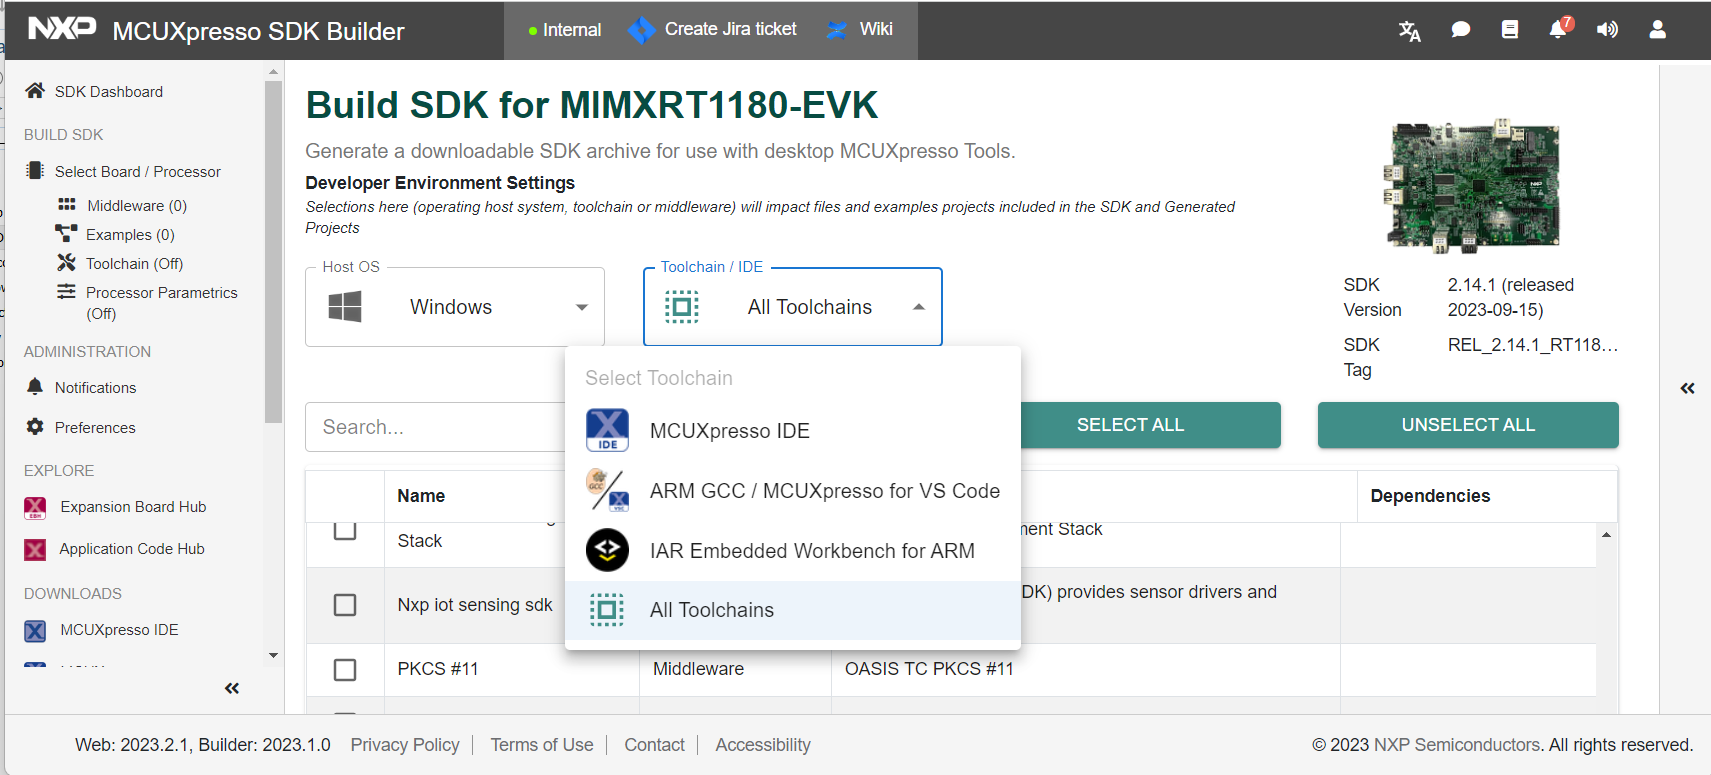 NXP MCUXpresso SDK Builder
Internal
Create Jira ticket
Wiki
7
SDK Dashboard
BUILD SDK
Select Board / Processor
Middleware (0)
Examples (0)
Toolchain (Off)
Processor Parametrics
(Off)
ADMINISTRATION
Notifications
Preferences
EXPLORE
Expansion Board Hub
Application Code Hub
DOWNLOADS
MCUXpresso IDE
Build SDK for MIMXRT1180-EVK
Generate a downloadable SDK archive for use with desktop MCUXpresso Tools.
Developer Environment Settings
Selections here (operating host system, toolchain or middleware) will impact files and examples projects included in the SDK and Generated
Projects
Host OS
Windows
Toolchain / IDE
All Toolchains
Select Toolchain
MCUXpresso IDE
ARM GCC / MCUXpresso for VS Code
IAR Embedded Workbench for ARM
All Toolchains
SDK Version
2.14.1 (released 2023-09-15)
SDK Tag
REL_2.14.1_RT118...
Search...
SELECT ALL
UNSELECT ALL
Name
Dependencies
Stack
ment Stack
Nxp iot sensing sdk
DK) provides sensor drivers and
PKCS #11
Middleware
OASIS TC PKCS #11
Web: 2023.2.1, Builder: 2023.1.0
Privacy Policy
Terms of Use
Contact
Accessibility
© 2023 NXP Semiconductors. All rights reserved.